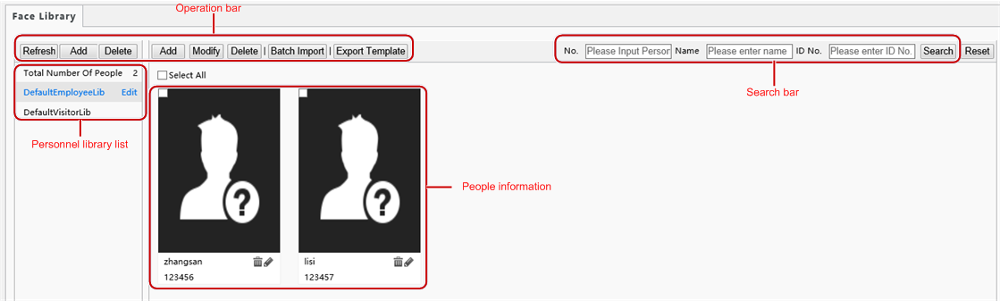 Operation bar
Face Library
Refresh Add Delete Add Modify Delete | Batch Import | Export Template No. Please Input Person Name Please enter name ID No. Please enter ID No. Search Reset
Total Number Of People 2
Select All
Search bar
DefaultEmployeeLib Edit
DefaultVisitorLib
Personnel library list
? ?
People information
zhangsan lisi
123456 123457